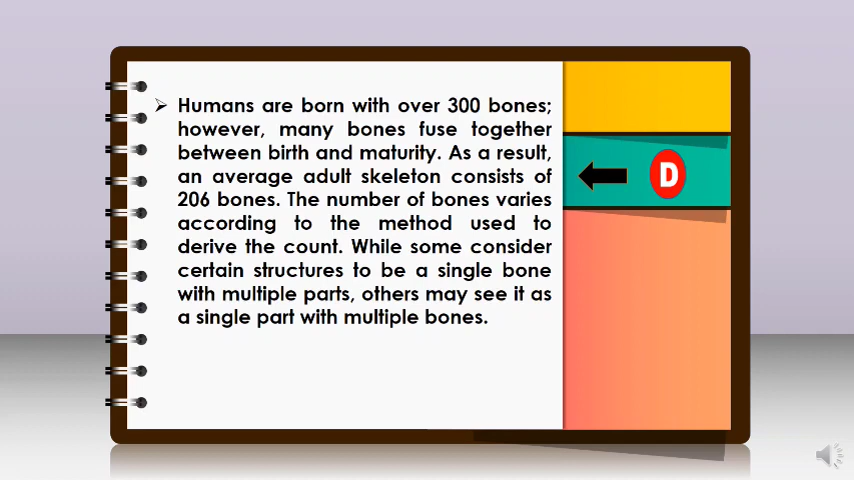 Humans are born with over 300 bones;
however, many bones fuse together
between birth and maturity. As a result,
an average adult skeleton consists of
206 bones. The number of bones varies
according to the method used to
derive the count. While some consider
certain structures to be a single bone
with multiple parts, others may see it as
a single part with multiple bones.
D